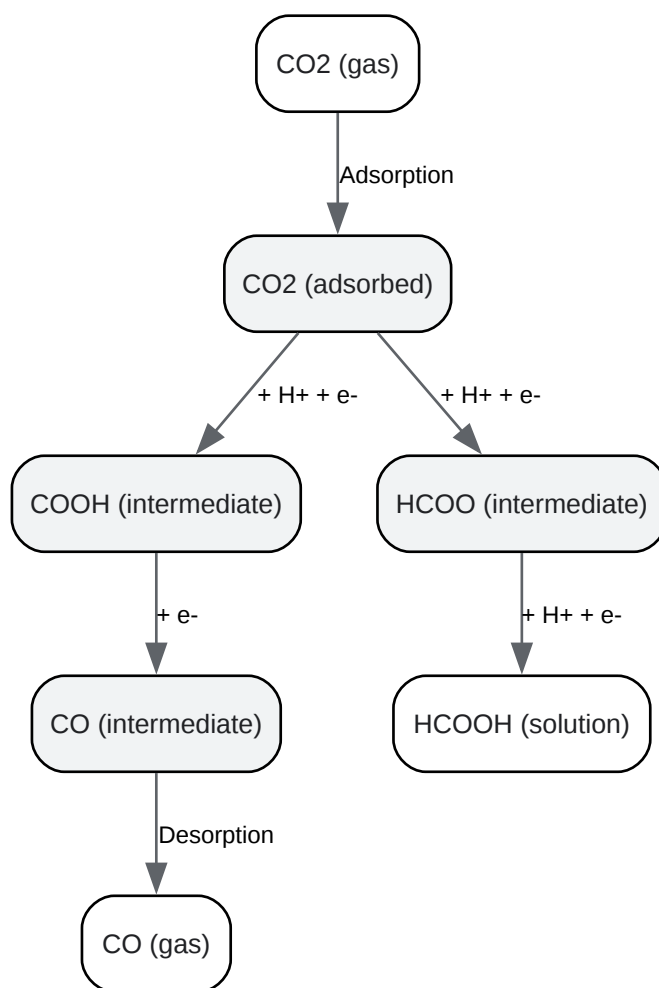 CO2 (gas)
Adsorption
CO2 (adsorbed)
+ H+ + e-
+ H+ + e-
COOH (intermediate)
HCOO (intermediate)
+ e-
+ H+ + e-
CO (intermediate)
HCOOH (solution)
Desorption
CO (gas)